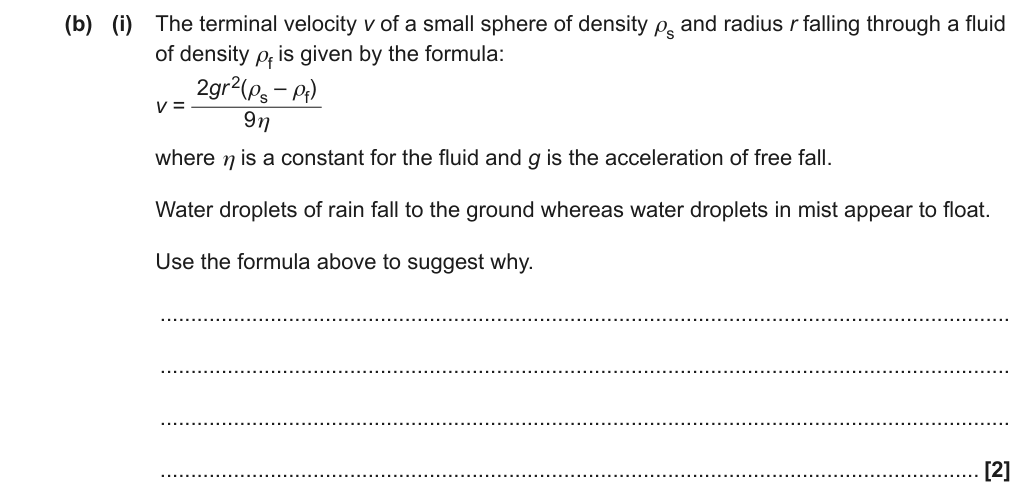 (b) (i) The terminal velocity v of a small sphere of density ρs and radius r falling through a fluid
of density ρf is given by the formula:
v = 2gr²(ρs – ρf) / 9η
where η is a constant for the fluid and g is the acceleration of free fall.
Water droplets of rain fall to the ground whereas water droplets in mist appear to float.
Use the formula above to suggest why.
[2]